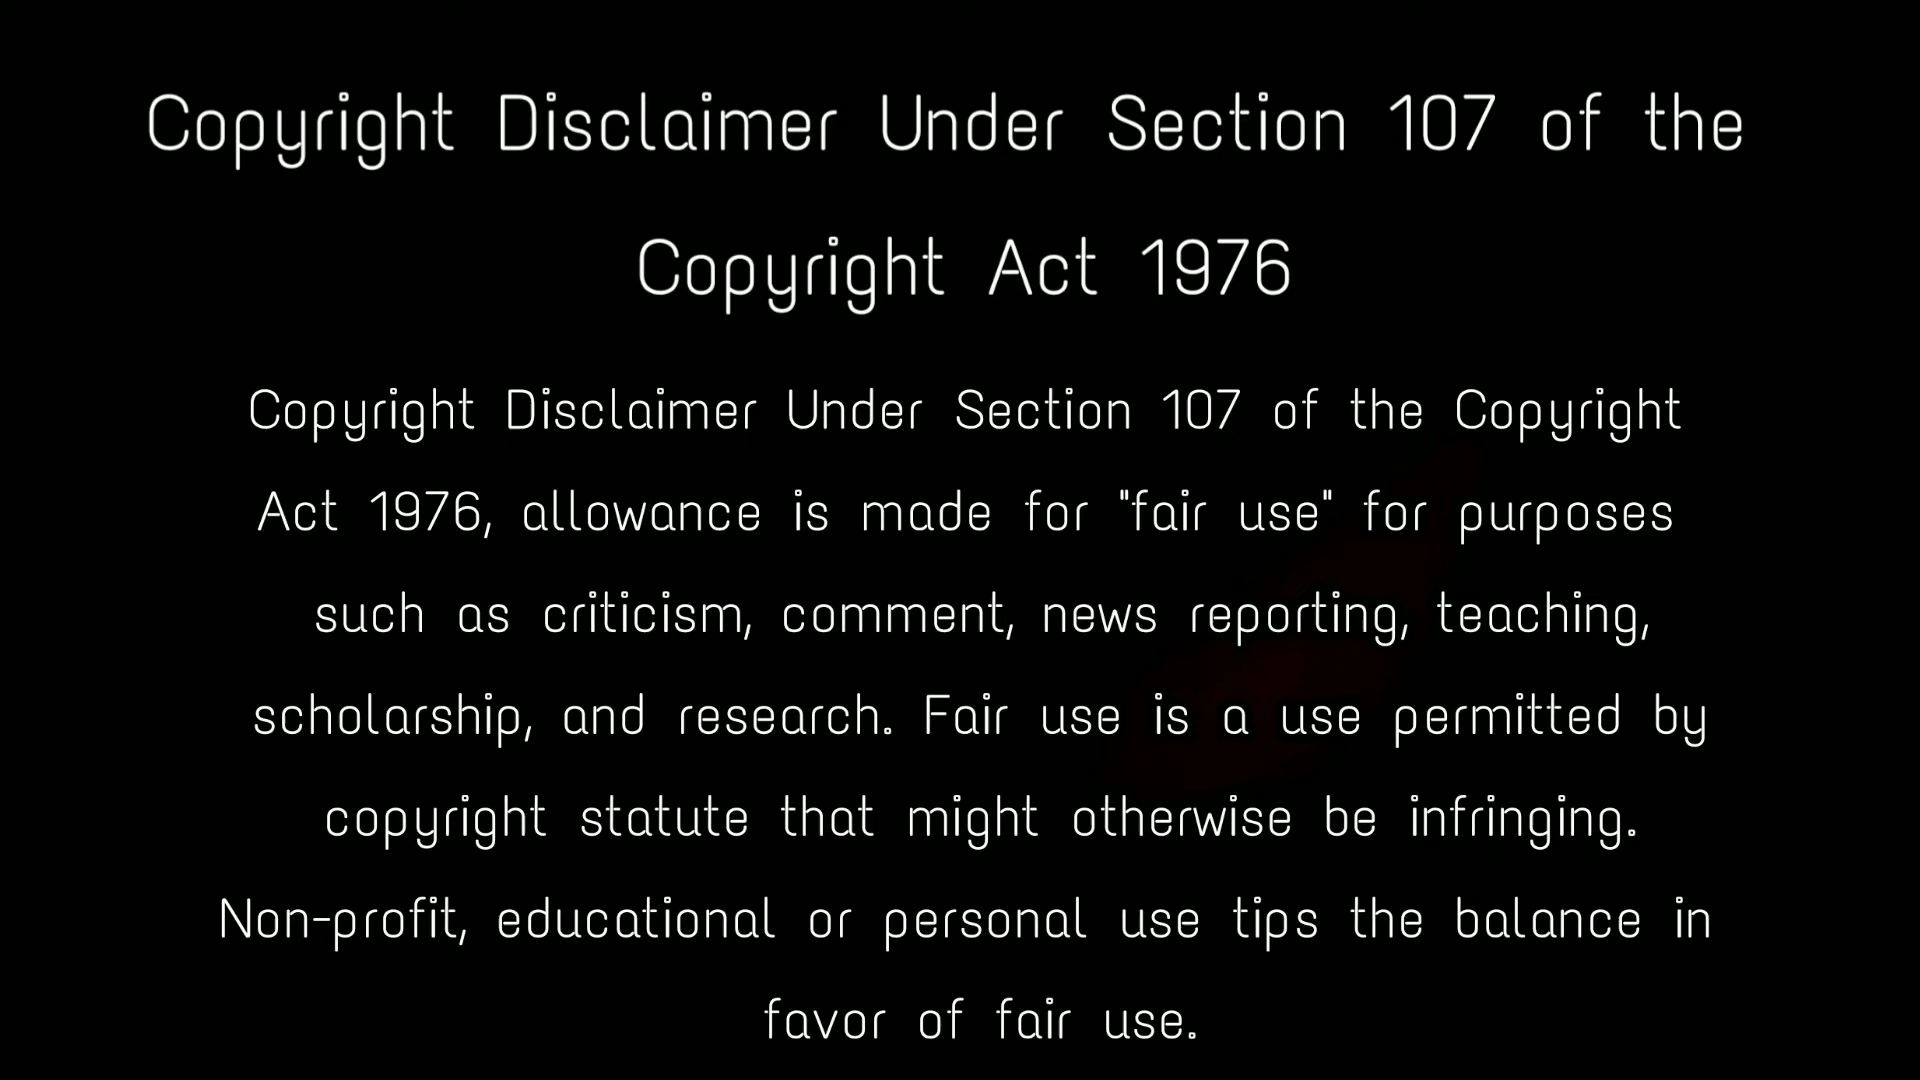 Copyright Disclaimer Under Section 107 of the
Copyright Act 1976
Copyright Disclaimer Under Section 107 of the Copyright
Act 1976, allowance is made for "fair use" for purposes
such as criticism, comment, news reporting, teaching,
scholarship, and research. Fair use is a use permitted by
copyright statute that might otherwise be infringing.
Non-profit, educational or personal use tips the balance in
favor of fair use.